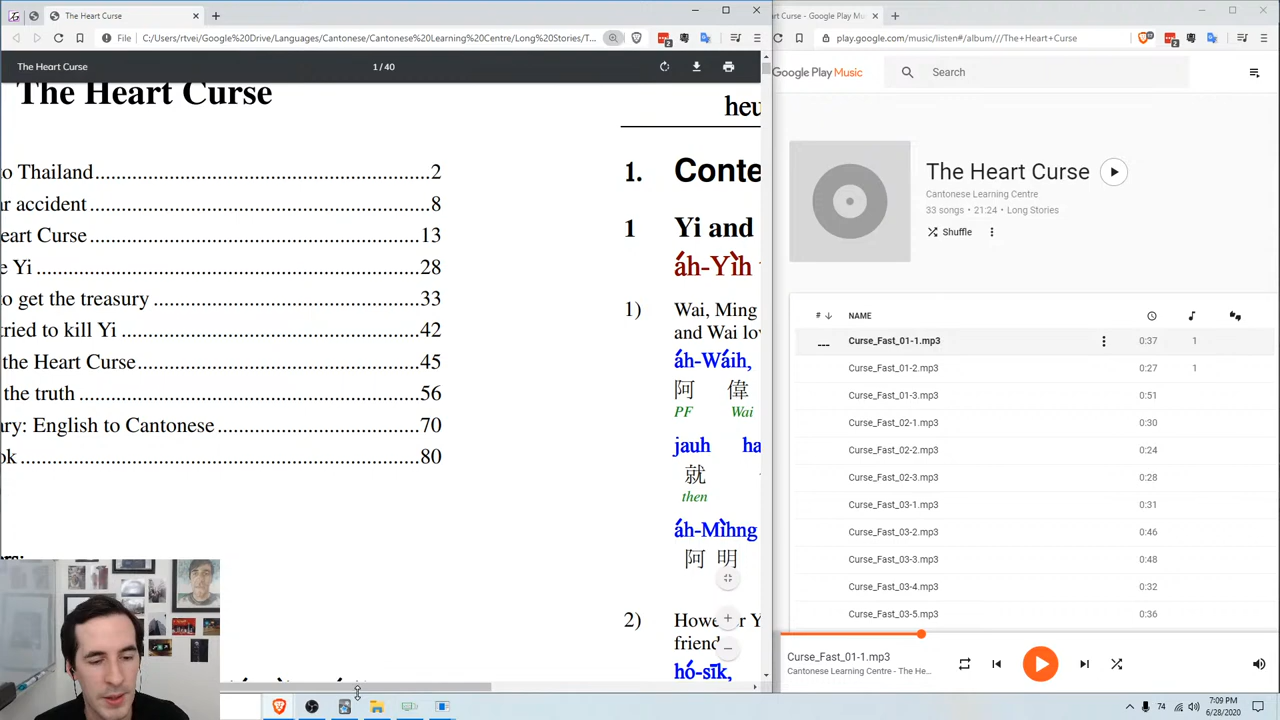 The Heart Curse
The Heart Curse - Google Play Mus
File
C:/Users/rtvei/Google%20Drive/Languages/Cantonese/Cantonese%20Learning%20Centre/Long%20Stories/T...
play.google.com/music/listen#/album///The+Heart+Curse
The Heart Curse
1 / 40
Google Play Music
Search
The Heart Curse
o Thailand 2
ar accident 8
eart Curse 13
e Yi 28
o get the treasury 33
tried to kill Yi 42
the Heart Curse 45
the truth 56
ary: English to Cantonese 70
ok 80
heu
1. Conte
1 Yi and
áh-Yìh
1) Wai, Ming
and Wai lov
áh-Wáih,
阿 偉
PF Wai
jauh ha
就
then
áh-Mìhng
阿 明
2) However Y
friend
hó-sīk,
The Heart Curse
Cantonese Learning Centre
33 songs • 21:24 • Long Stories
Shuffle
# NAME
Curse_Fast_01-1.mp3 0:37 1
Curse_Fast_01-2.mp3 0:27 1
Curse_Fast_01-3.mp3 0:51
Curse_Fast_02-1.mp3 0:30
Curse_Fast_02-2.mp3 0:24
Curse_Fast_02-3.mp3 0:28
Curse_Fast_03-1.mp3 0:31
Curse_Fast_03-2.mp3 0:46
Curse_Fast_03-3.mp3 0:48
Curse_Fast_03-4.mp3 0:32
Curse_Fast_03-5.mp3 0:36
Curse_Fast_01-1.mp3
Cantonese Learning Centre - The He...
74
7:09 PM
6/28/2020